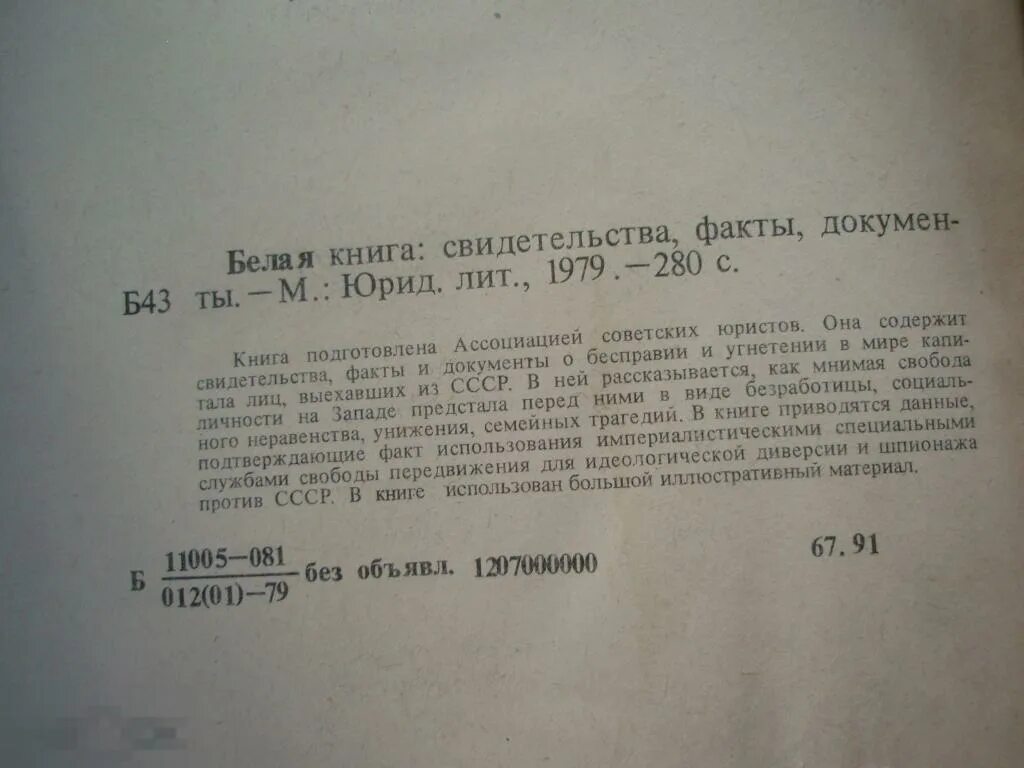 Белая книга: свидетельства, факты, докумен-
Б43 ты. — М.: Юрид. лит., 1979 .—280 с.
Книга подготовлена Ассоциацией советских юристов. Она содержит
свидетельства, факты и документы о бесправии и угнетении в мире капи-
тала лиц, выехавших из СССР. В ней рассказывается, как мнимая свобода
личности на Западе предстала перед ними в виде безработицы, социаль-
ного неравенства, унижения, семейных трагедий. В книге приводятся данные,
подтверждающие факт использования империалистическими специальными
службами свободы передвижения для идеологической диверсии и шпионажа
против СССР. В книге использован большой иллюстративный материал.
11005—081
Б без объявл. 1207000000 67.91
012(01)—79